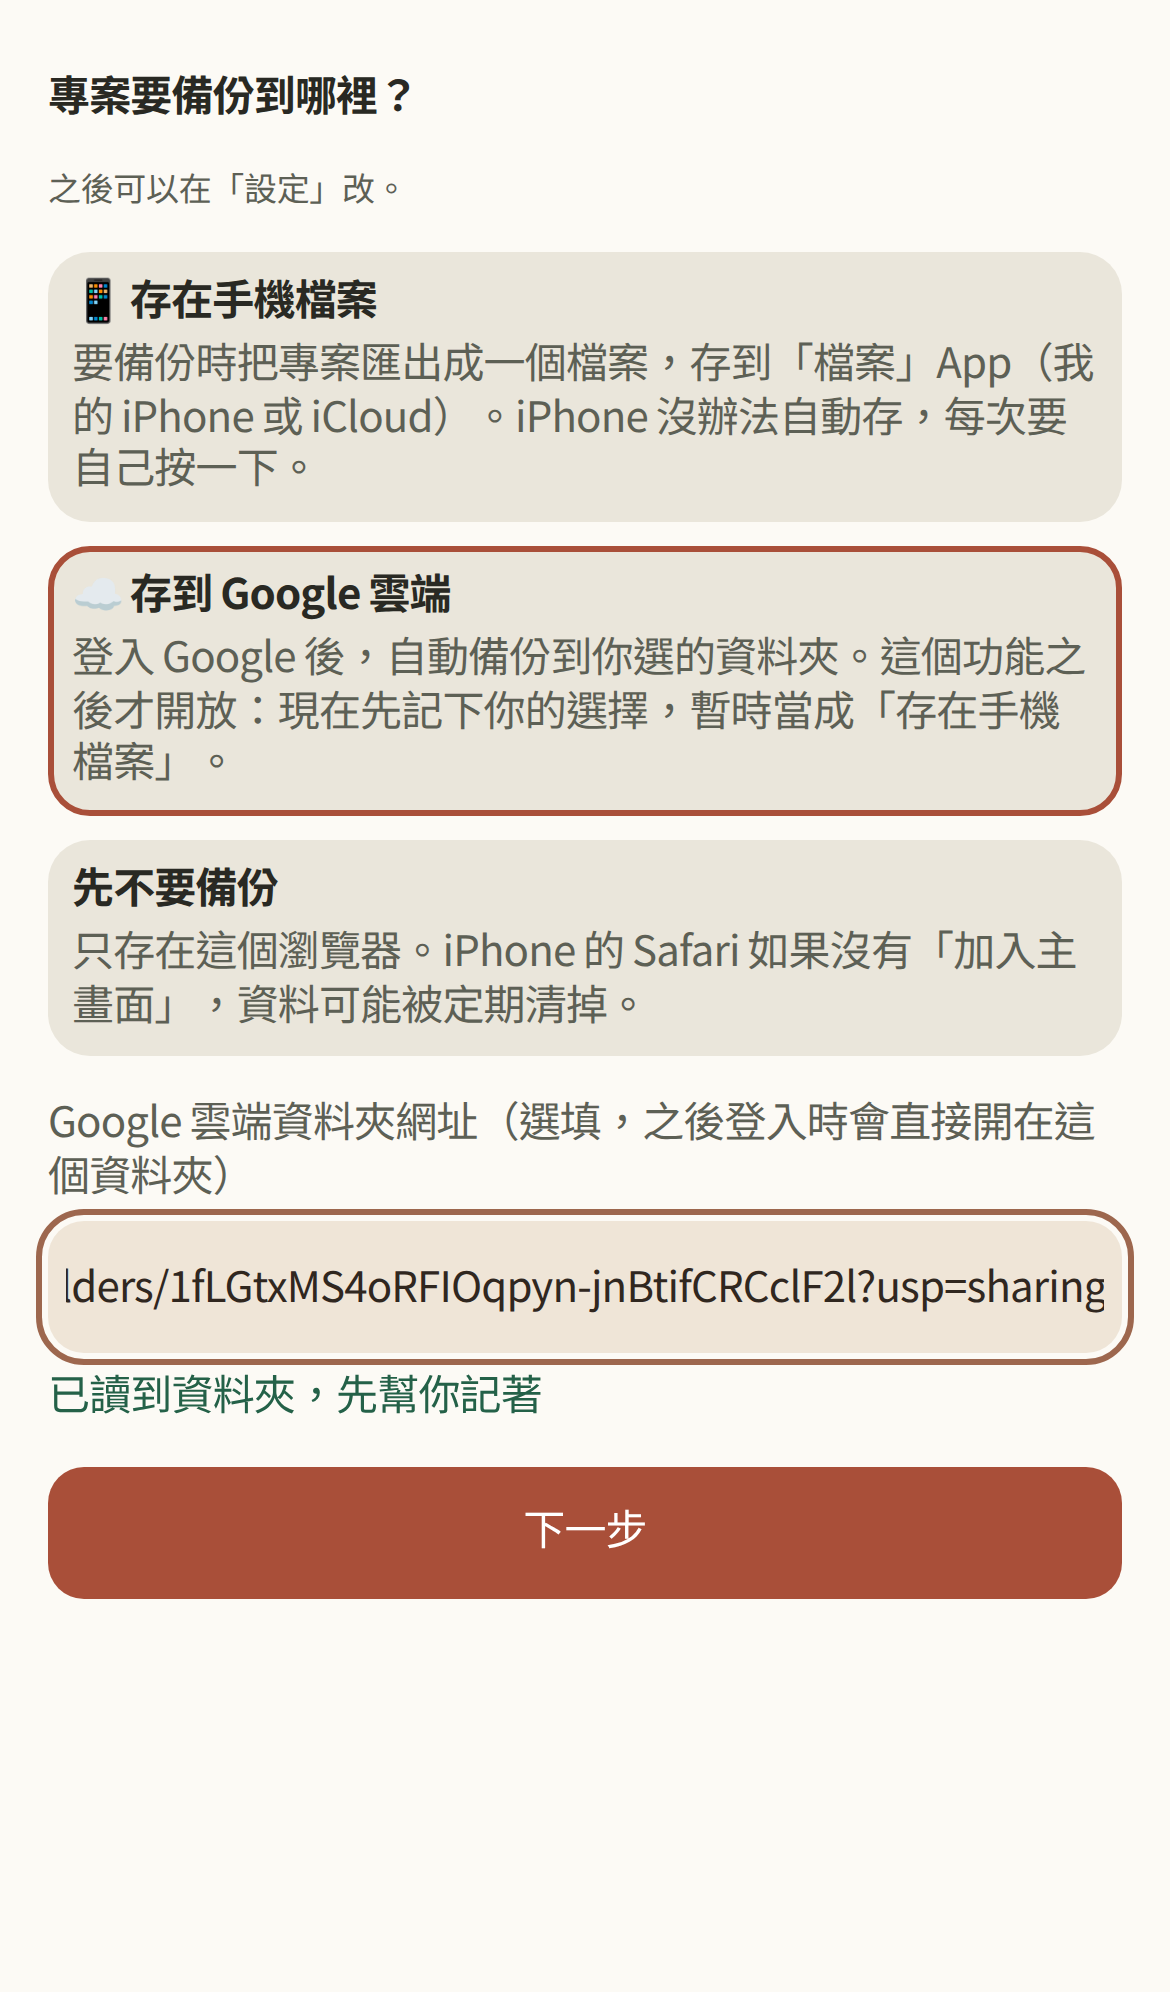 專案要備份到哪裡？
之後可以在「設定」改。
📱 存在手機檔案
要備份時把專案匯出成一個檔案，存到「檔案」App（我
的 iPhone 或 iCloud）。iPhone 沒辦法自動存，每次要
自己按一下。
☁️ 存到 Google 雲端
登入 Google 後，自動備份到你選的資料夾。這個功能之
後才開放：現在先記下你的選擇，暫時當成「存在手機
檔案」。
先不要備份
只存在這個瀏覽器。iPhone 的 Safari 如果沒有「加入主
畫面」，資料可能被定期清掉。
Google 雲端資料夾網址（選填，之後登入時會直接開在這
個資料夾）
lders/1fLGtxMS4oRFIOqpyn-jnBtifCRCclF2l?usp=sharing
已讀到資料夾，先幫你記著
下一步